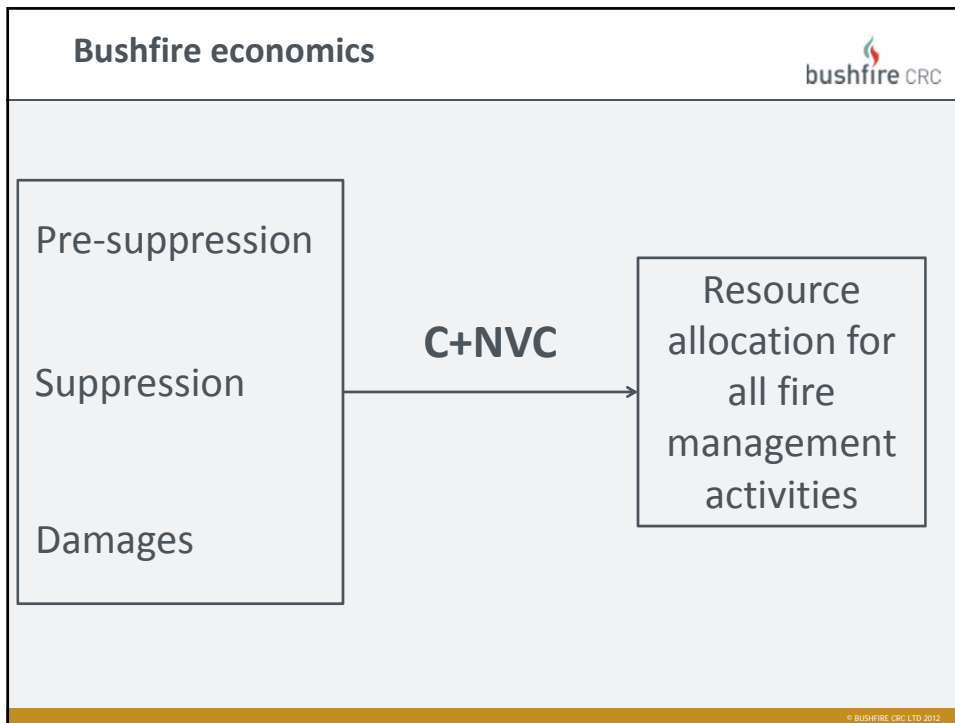 Bushfire economics
bushfire CRC
Pre-suppression
Suppression
Damages
C+NVC
Resource
allocation for
all fire
management
activities
© BUSHFIRE CRC LTD 2012